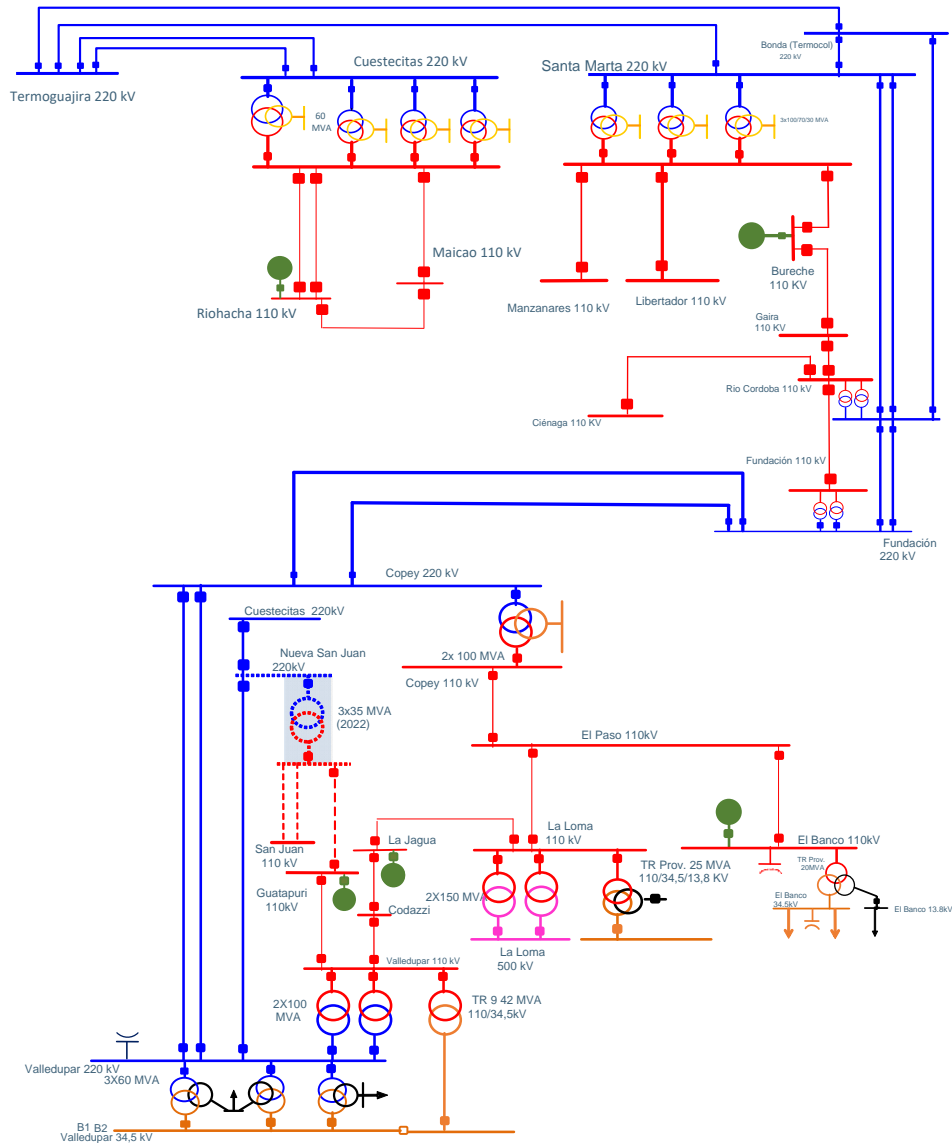 Bonda (Termocol)
220 kV
Termoguajira 220 kV
Cuestecitas 220 kV
Santa Marta 220 kV
60
MVA
3x100/70/30 MVA
Maicao 110 kV
Riohacha 110 kV
Manzanares 110 kV
Libertador 110 kV
Bureche
110 KV
Gaira
110 KV
Rio Cordoba 110 kV
Ciénaga 110 KV
Fundación 110 kV
Fundación
220 kV
Copey 220 kV
Cuestecitas 220kV
Nueva San Juan
220kV
2x 100 MVA
Copey 110 kV
3x35 MVA
(2022)
El Paso 110kV
San Juan
110 kV
La Jagua
La Loma
110 kV
El Banco 110kV
Guatapuri
110kV
Codazzi
2X150 MVA
TR Prov. 25 MVA
110/34,5/13,8 KV
TR Prov.
20MVA
El Banco
34.5kV
El Banco 13.8kV
La Loma
500 kV
Valledupar 110 kV
2X100
MVA
TR 9 42 MVA
110/34,5kV
Valledupar 220 kV
3X60 MVA
B1 B2
Valledupar 34,5 kV